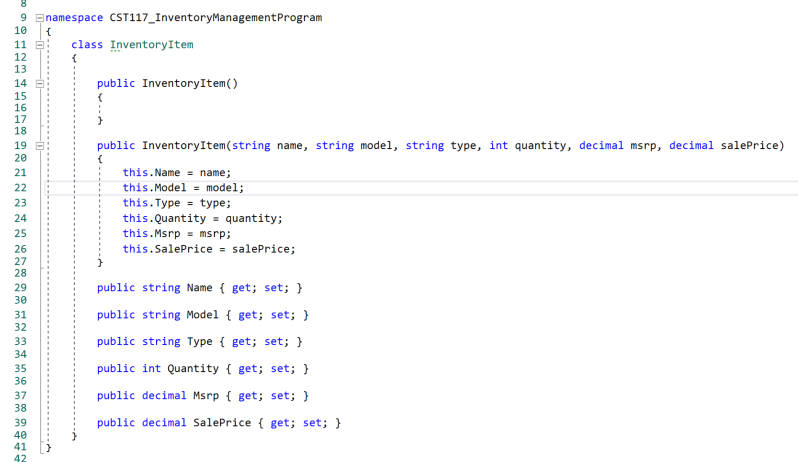 8
9 namespace CST117_InventoryManagementProgram
10 {
11 class InventoryItem
12 {
13
14 public InventoryItem()
15 {
16
17 }
18
19 public InventoryItem(string name, string model, string type, int quantity, decimal msrp, decimal salePrice)
20 {
21 this.Name = name;
22 this.Model = model;
23 this.Type = type;
24 this.Quantity = quantity;
25 this.Msrp = msrp;
26 this.SalePrice = salePrice;
27 }
28
29 public string Name { get; set; }
30
31 public string Model { get; set; }
32
33 public string Type { get; set; }
34
35 public int Quantity { get; set; }
36
37 public decimal Msrp { get; set; }
38
39 public decimal SalePrice { get; set; }
40 }
41 }
42